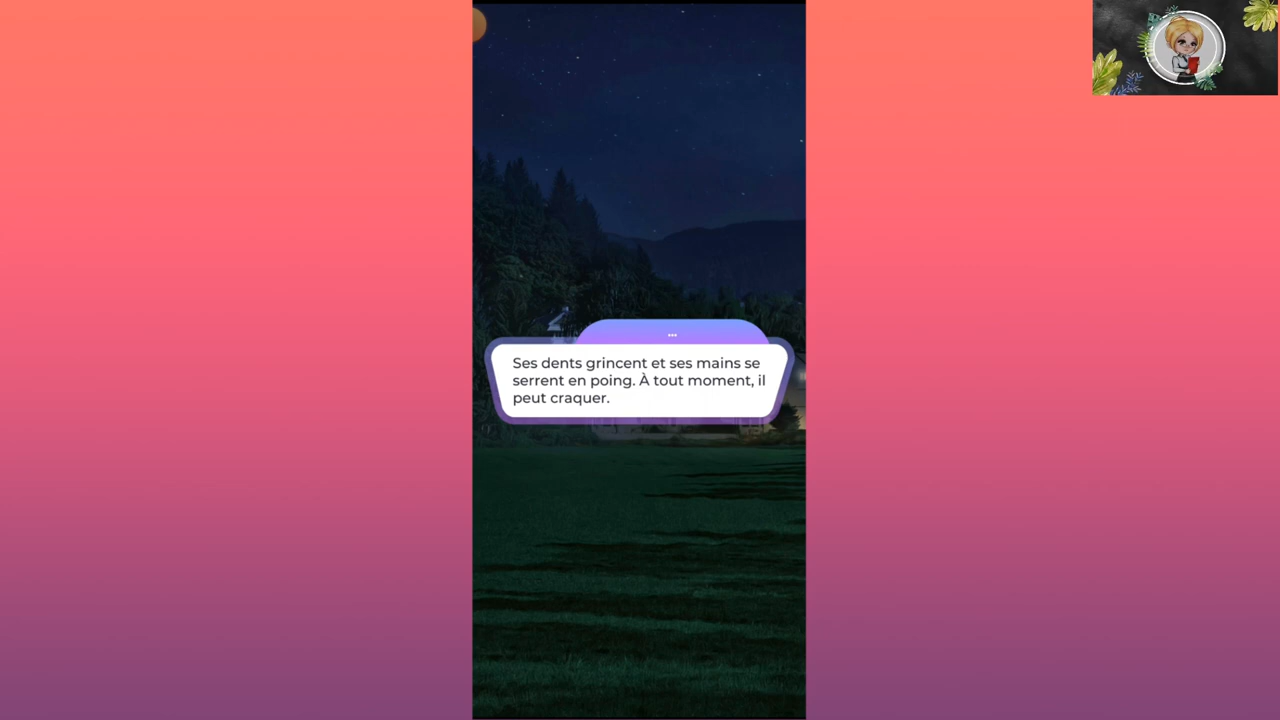 ...
Ses dents grincent et ses mains se
serrent en poing. À tout moment, il
peut craquer.